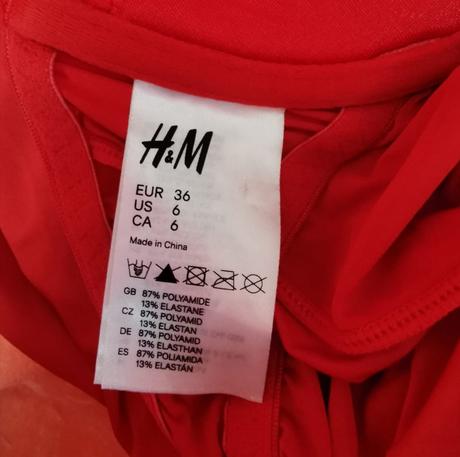 H&M
EUR 36
US 6
CA 6
Made in China
GB 87% POLYAMIDE
13% ELASTANE
CZ 87% POLYAMID
13% ELASTAN
DE 87% POLYAMID
13% ELASTHAN
ES 87% POLIAMIDA
13% ELASTÁN